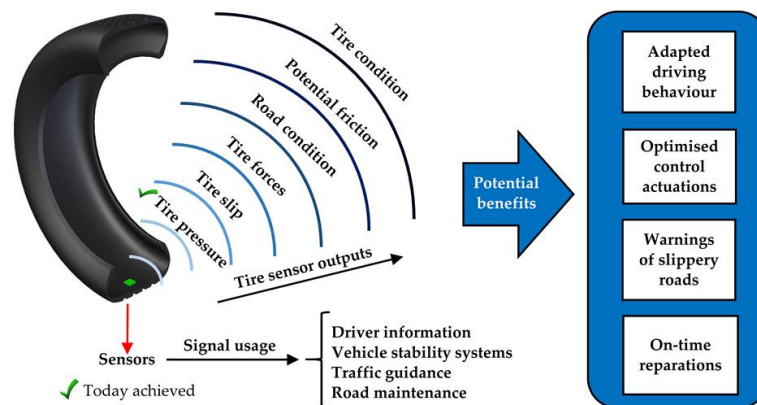 Tire condition
Potential friction
Road condition
Tire forces
Tire slip
Tire pressure
Tire sensor outputs
Sensors
Signal usage
Driver information
Vehicle stability systems
Traffic guidance
Road maintenance
Today achieved
Potential
benefits
Adapted
driving
behaviour
Optimised
control
actuations
Warnings
of slippery
roads
On-time
reparations